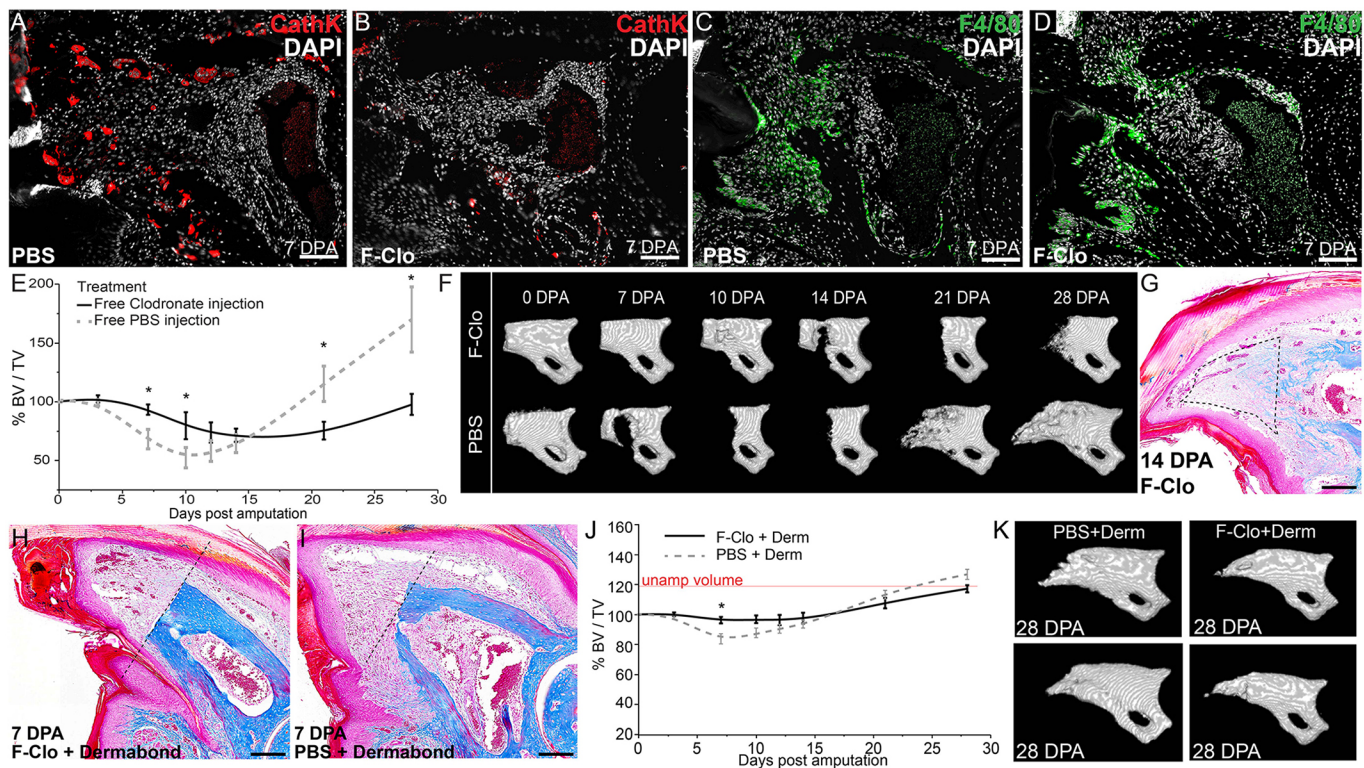 A
CathK
DAPI
PBS
7 DPA
B
CathK
DAPI
F-Clo
7 DPA
C
F4/80
DAPI
PBS
7 DPA
D
F4/80
DAPI
F-Clo
7 DPA
E
200
150
100
50
% BV / TV
Treatment
Free Clodronate injection
Free PBS injection
*
*
*
*
0
5
10
15
20
25
30
Days post amputation
F
0 DPA
7 DPA
10 DPA
14 DPA
21 DPA
28 DPA
F-Clo
PBS
G
14 DPA
F-Clo
H
7 DPA
F-Clo + Dermabond
I
7 DPA
PBS + Dermabond
J
160
140
120
100
80
60
40
20
% BV / TV
F-Clo + Derm
PBS + Derm
unamp volume
*
0
5
10
15
20
25
30
Days post amputation
K
PBS+Derm
F-Clo+Derm
28 DPA
28 DPA
28 DPA
28 DPA